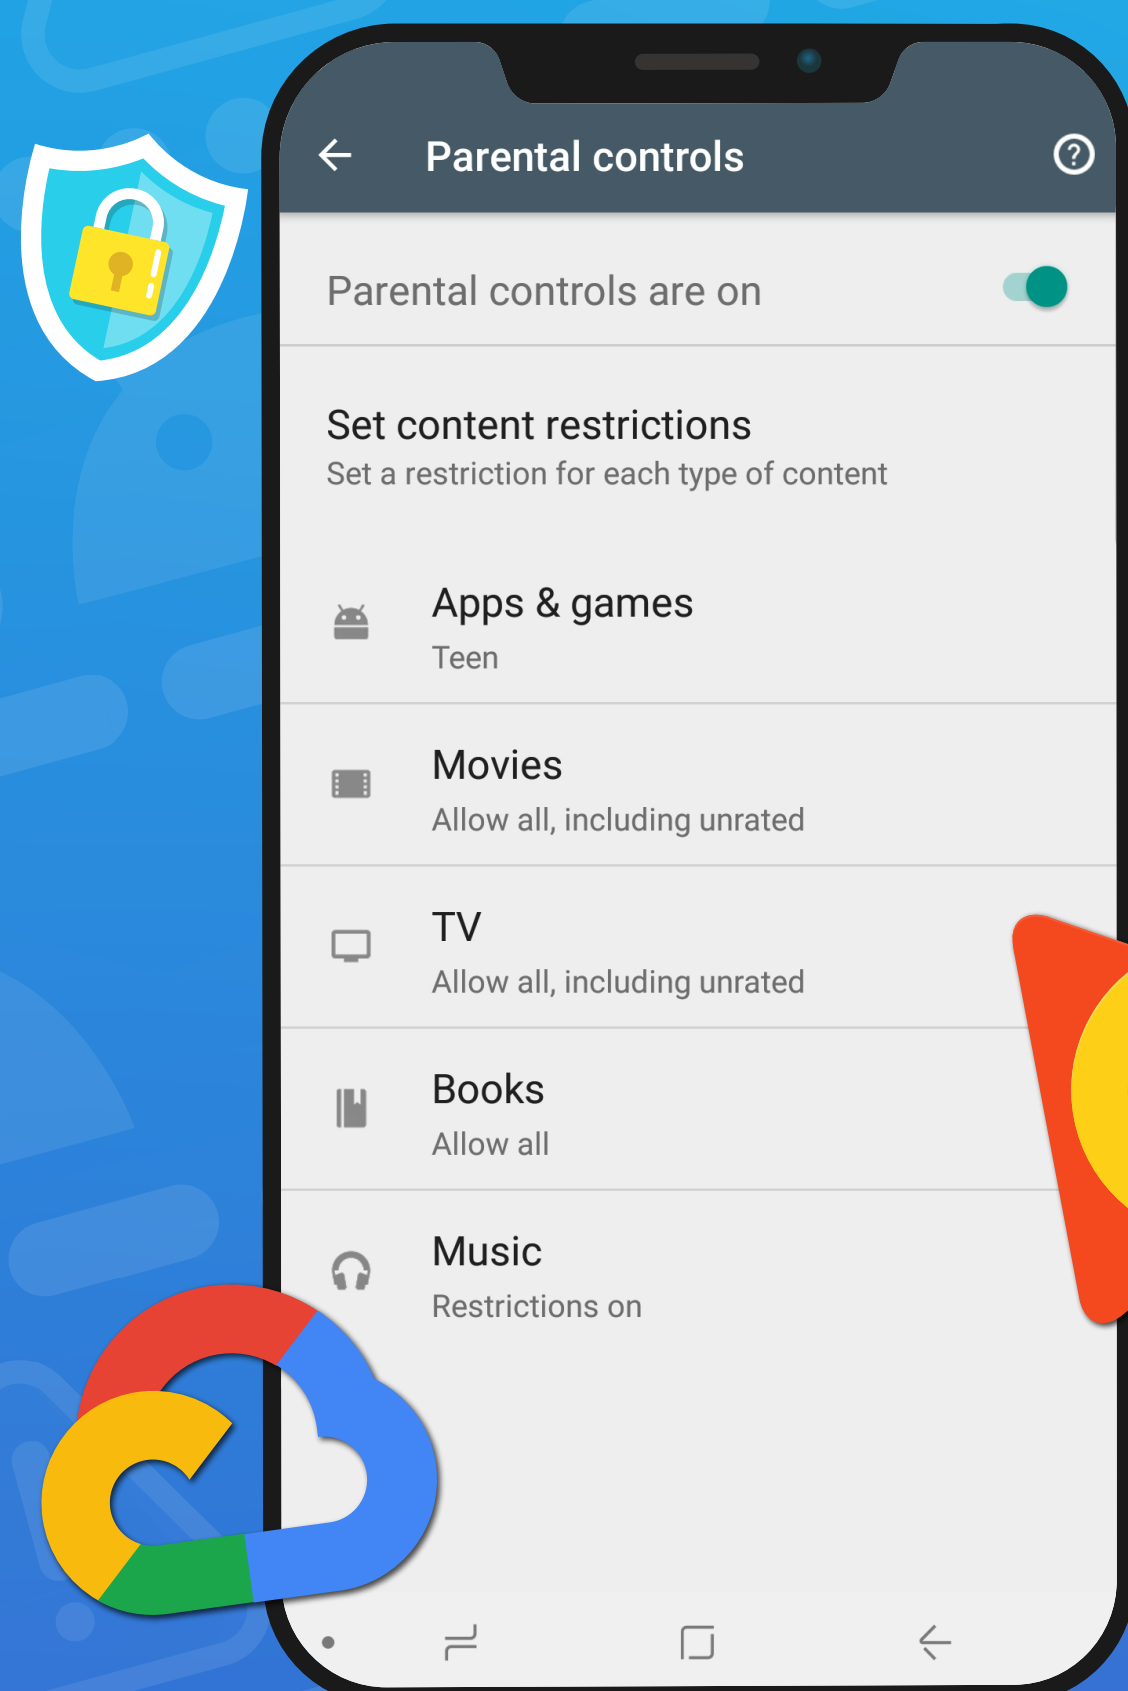 Parental controls
Parental controls are on
Set content restrictions
Set a restriction for each type of content
Apps & games
Teen
Movies
Allow all, including unrated
TV
Allow all, including unrated
Books
Allow all
Music
Restrictions on